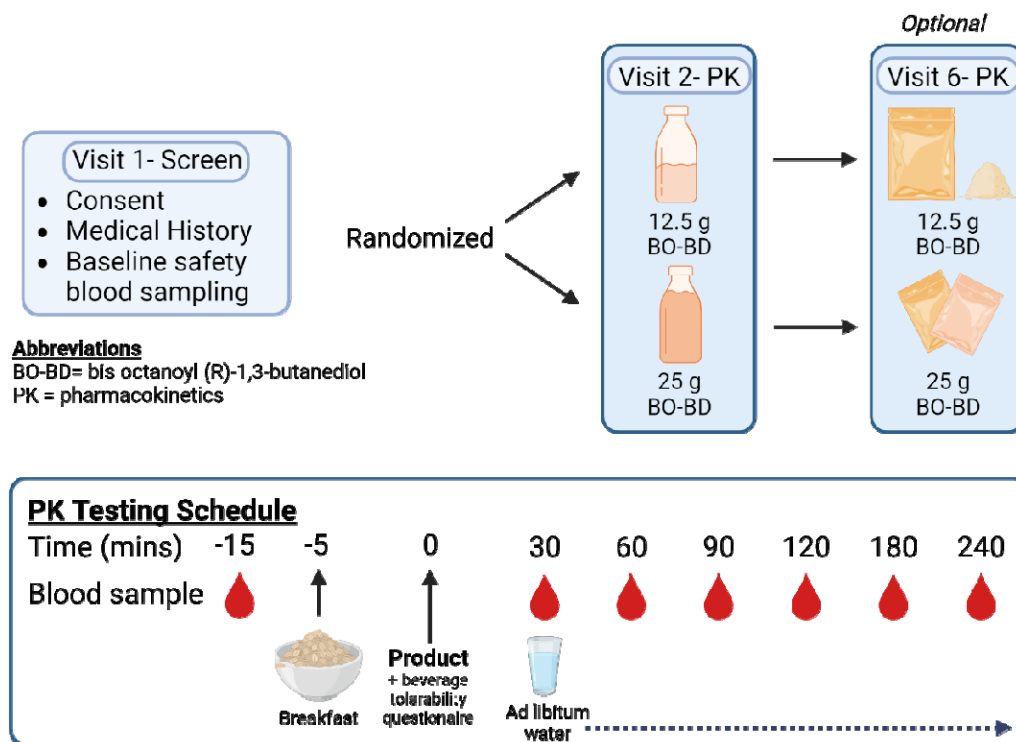 Optional
Visit 1- Screen
• Consent
• Medical History
• Baseline safety
blood sampling
Abbreviations
BO-BD= bis octanoyl (R)-1,3-butanediol
PK = pharmacokinetics
Randomized
Visit 2- PK
12.5 g
BO-BD
25 g
BO-BD
Visit 6- PK
12.5 g
BO-BD
25 g
BO-BD
PK Testing Schedule
Time (mins) -15 -5 0 30 60 90 120 180 240
Blood sample
Breakfast
Product
+ beverage
tolerability
questionaire
Ad libitum
water